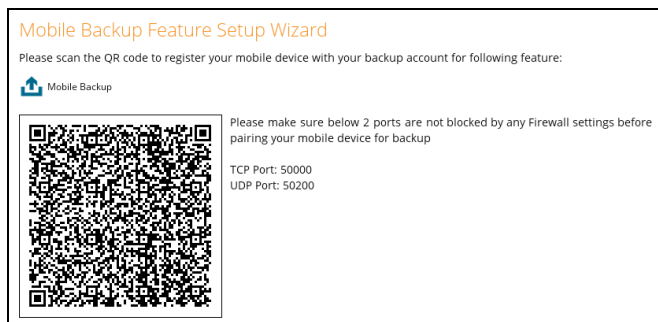 Mobile Backup Feature Setup Wizard
Please scan the QR code to register your mobile device with your backup account for following feature:
Mobile Backup
Please make sure below 2 ports are not blocked by any Firewall settings before
pairing your mobile device for backup
TCP Port: 50000
UDP Port: 50200